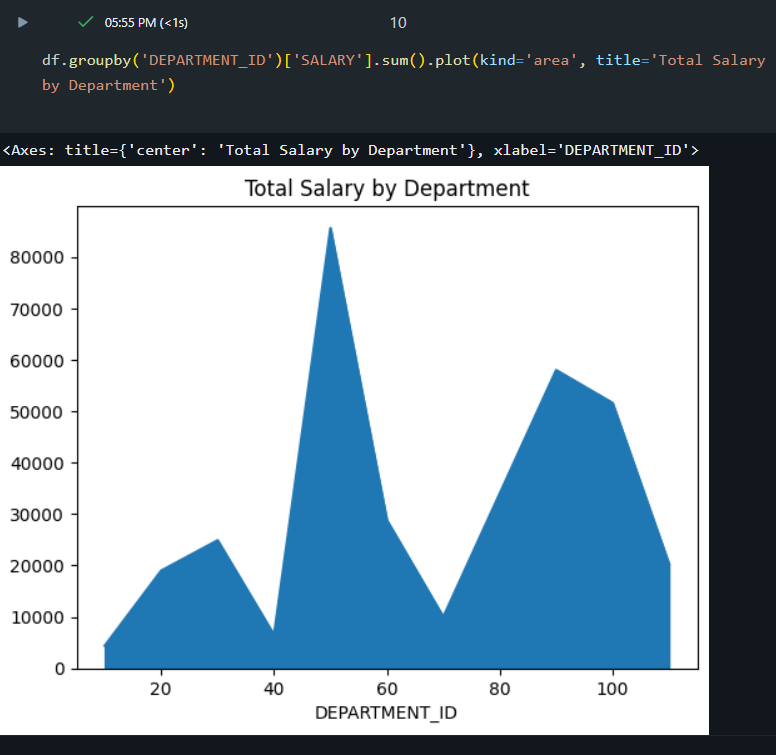 05:55 PM (<1s)
10
df.groupby('DEPARTMENT_ID')['SALARY'].sum().plot(kind='area', title='Total Salary
by Department')
<Axes: title={'center': 'Total Salary by Department'}, xlabel='DEPARTMENT_ID'>
Total Salary by Department
80000
70000
60000
50000
40000
30000
20000
10000
0
20 40 60 80 100
DEPARTMENT_ID